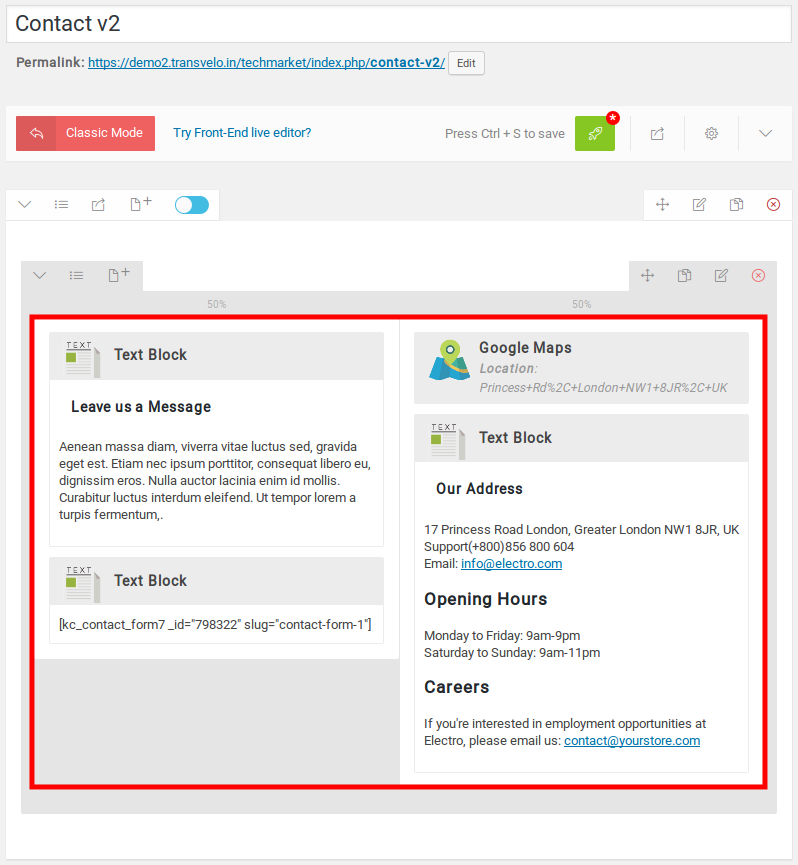 Contact v2
Permalink: https://demo2.transvelo.in/techmarket/index.php/contact-v2/ Edit
Classic Mode
Try Front-End live editor?
Press Ctrl + S to save
*
50%
50%
TEXT
Text Block
Leave us a Message
Aenean massa diam, viverra vitae luctus sed, gravida
eget est. Etiam nec ipsum porttitor, consequat libero eu,
dignissim eros. Nulla auctor lacinia enim id mollis.
Curabitur luctus interdum eleifend. Ut tempor lorem a
turpis fermentum,.
TEXT
Text Block
[kc_contact_form7 _id="798322" slug="contact-form-1"]
Google Maps
Location:
Princess+Rd%2C+London+NW1+8JR%2C+UK
TEXT
Text Block
Our Address
17 Princess Road London, Greater London NW1 8JR, UK
Support(+800)856 800 604
Email: info@electro.com
Opening Hours
Monday to Friday: 9am-9pm
Saturday to Sunday: 9am-11pm
Careers
If you're interested in employment opportunities at
Electro, please email us: contact@yourstore.com